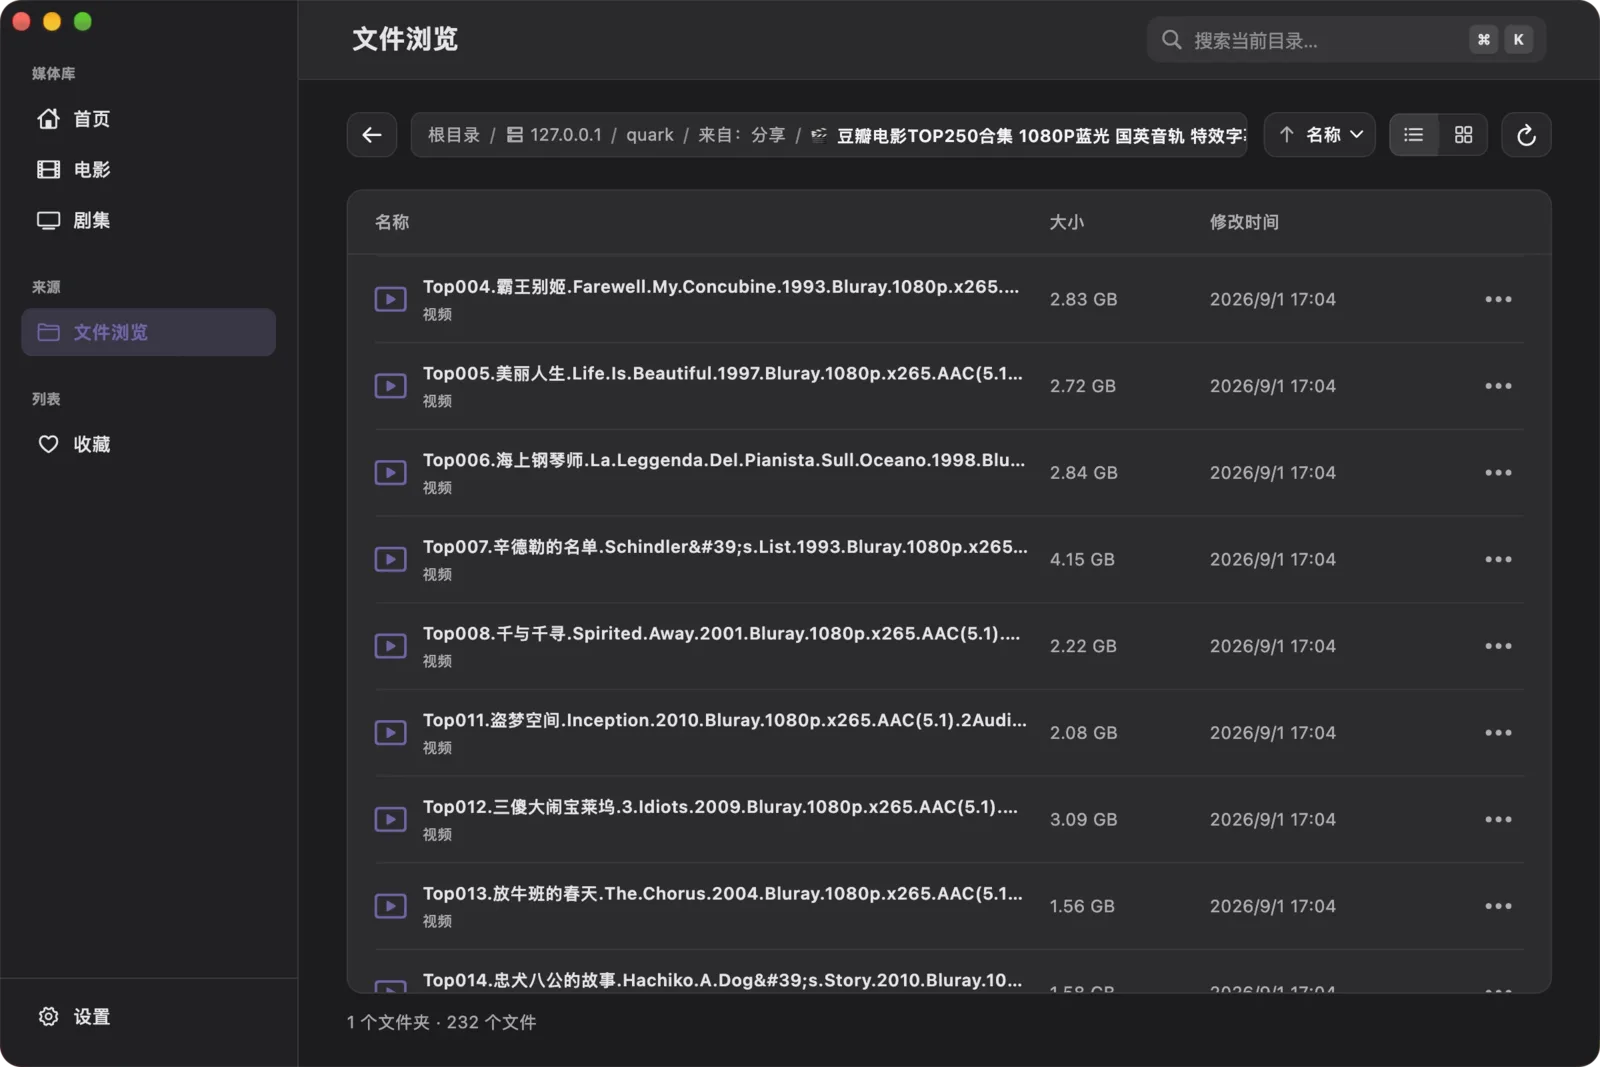 媒体库
首页
电影
剧集
来源
文件浏览
列表
收藏
设置
文件浏览
搜索当前目录...
⌘ K
根目录 / 127.0.0.1 / quark / 来自：分享 / 🎬 豆瓣电影TOP250合集 1080P蓝光 国英音轨 特效字
名称
名称 大小 修改时间
Top004.霸王别姬.Farewell.My.Concubine.1993.Bluray.1080p.x265....
视频
2.83 GB 2026/9/1 17:04
Top005.美丽人生.Life.Is.Beautiful.1997.Bluray.1080p.x265.AAC(5.1...
视频
2.72 GB 2026/9/1 17:04
Top006.海上钢琴师.La.Leggenda.Del.Pianista.Sull.Oceano.1998.Blu...
视频
2.84 GB 2026/9/1 17:04
Top007.辛德勒的名单.Schindler&#39;s.List.1993.Bluray.1080p.x265...
视频
4.15 GB 2026/9/1 17:04
Top008.千与千寻.Spirited.Away.2001.Bluray.1080p.x265.AAC(5.1)....
视频
2.22 GB 2026/9/1 17:04
Top011.盗梦空间.Inception.2010.Bluray.1080p.x265.AAC(5.1).2Audi...
视频
2.08 GB 2026/9/1 17:04
Top012.三傻大闹宝莱坞.3.Idiots.2009.Bluray.1080p.x265.AAC(5.1)....
视频
3.09 GB 2026/9/1 17:04
Top013.放牛班的春天.The.Chorus.2004.Bluray.1080p.x265.AAC(5.1...
视频
1.56 GB 2026/9/1 17:04
Top014.忠犬八公的故事.Hachiko.A.Dog&#39;s.Story.2010.Bluray.10...
1.58 GB 2026/9/1 17:04
1 个文件夹 · 232 个文件